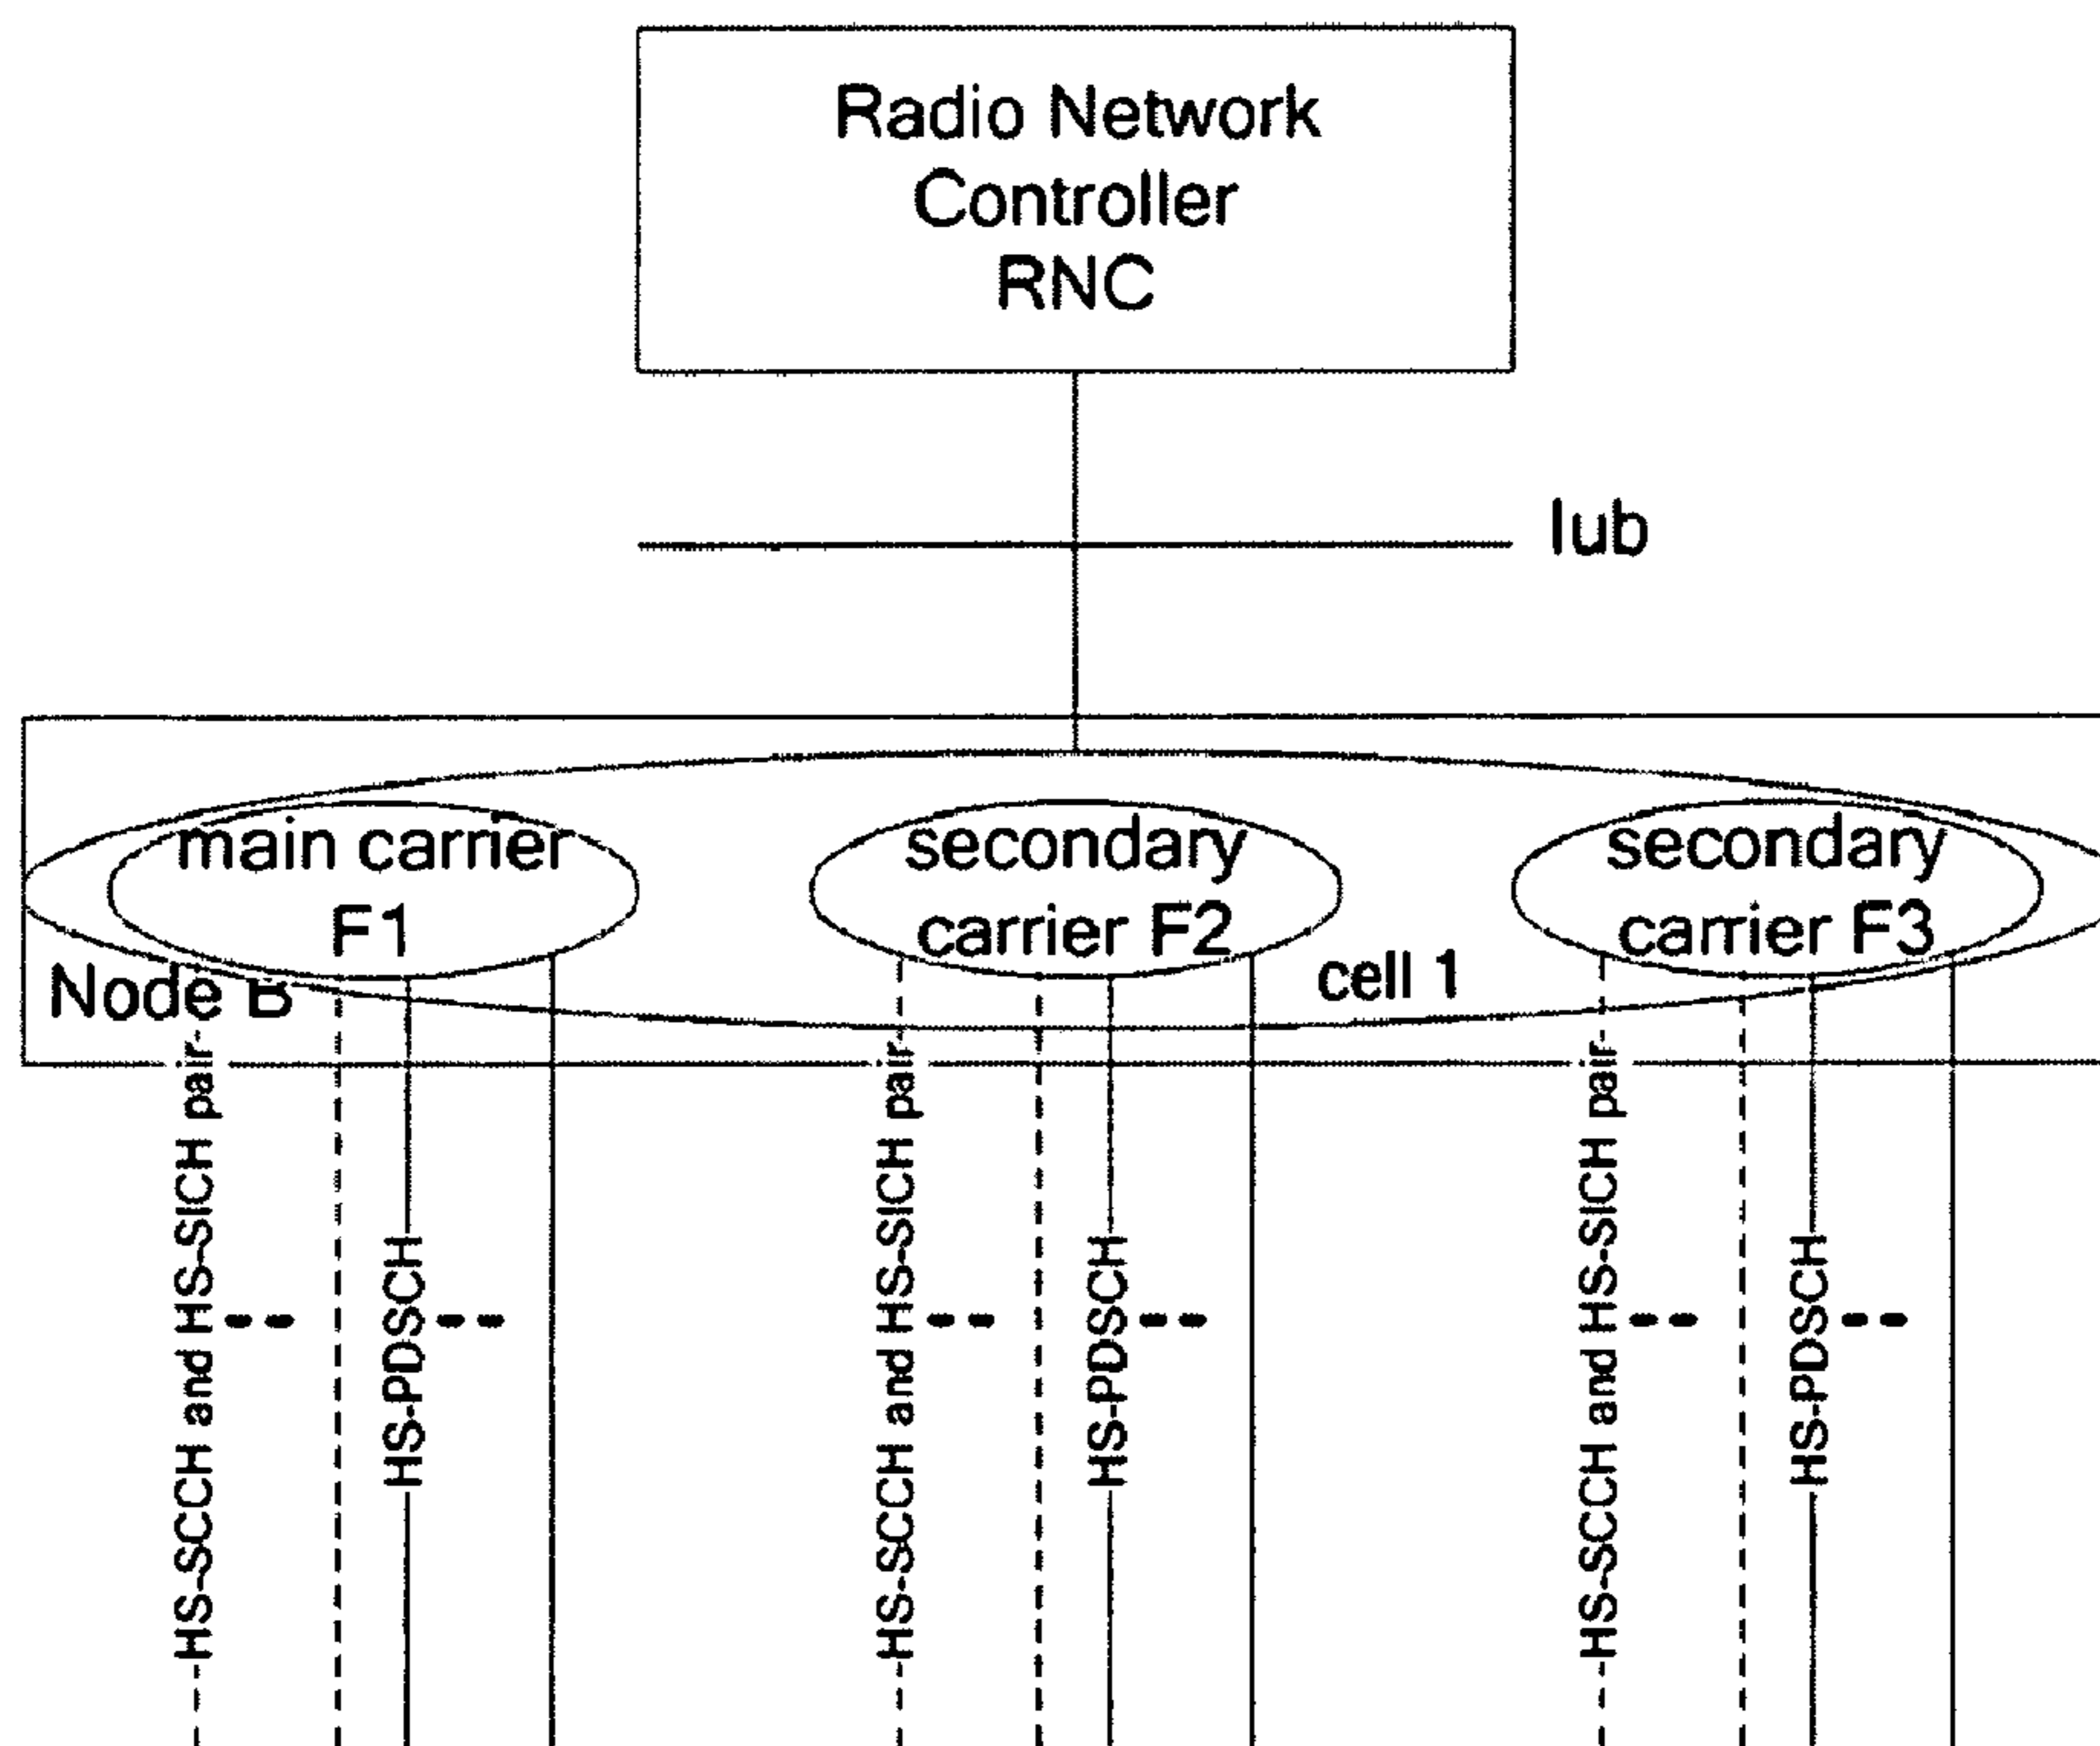 Radio Network
Controller
RNC
Iub
main carrier
F1
secondary
carrier F2
secondary
carrier F3
Node B
cell 1
HS-SCCH and HS-SICH pair
HS-PDSCH
HS-SCCH and HS-SICH pair
HS-PDSCH
HS-SCCH and HS-SICH pair
HS-PDSCH